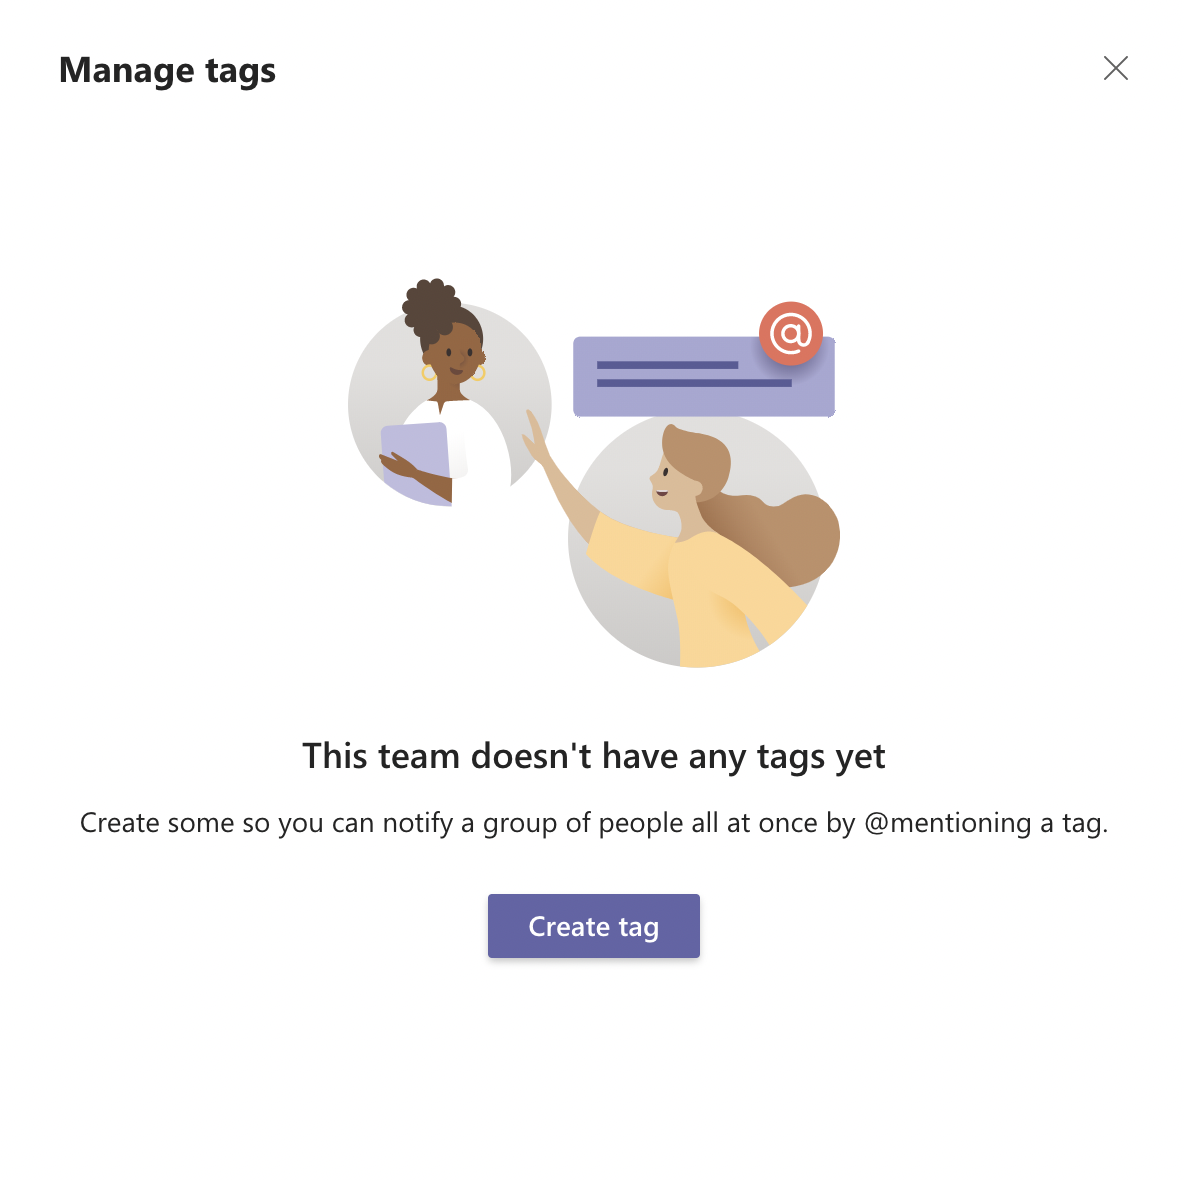 Manage tags
@
This team doesn't have any tags yet
Create some so you can notify a group of people all at once by @mentioning a tag.
Create tag